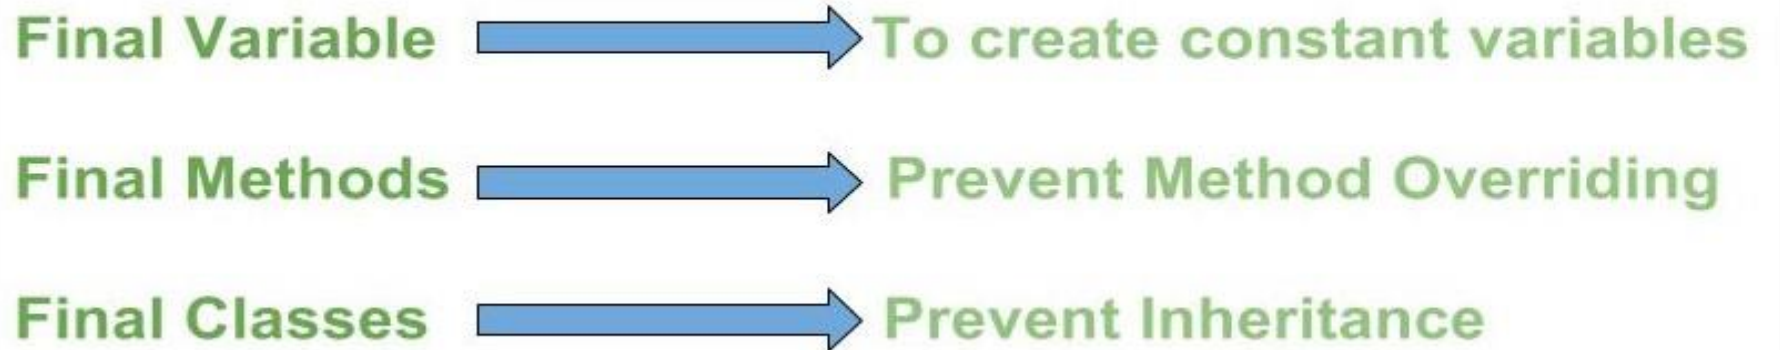 Final Variable To create constant variables
Final Methods Prevent Method Overriding
Final Classes Prevent Inheritance